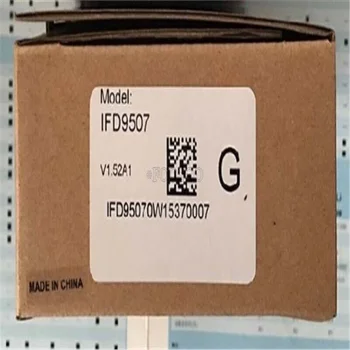 Model:
IFD9507
V1.52A1
G
IFD95070W15370007
MADE IN CHINA